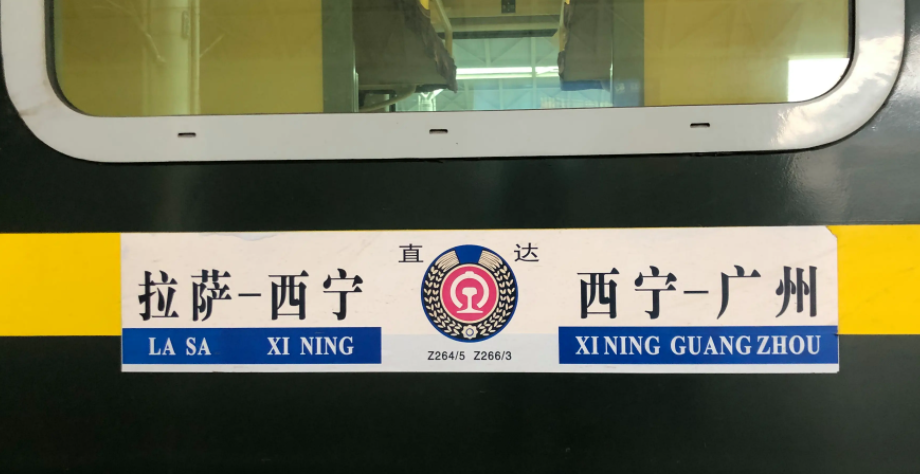 直 达
拉萨-西宁
西宁-广州
LA SA XI NING
Z264/5 Z266/3
XI NING GUANG ZHOU